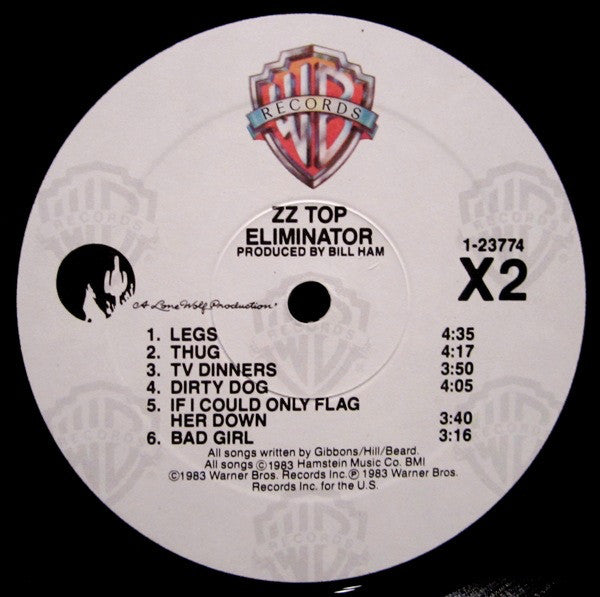 WB
RECORDS
ZZ TOP
ELIMINATOR
PRODUCED BY BILL HAM
1-23774
X2
A Lone Wolf Production
1. LEGS 4:35
2. THUG 4:17
3. TV DINNERS 3:50
4. DIRTY DOG 4:05
5. IF I COULD ONLY FLAG
HER DOWN 3:40
6. BAD GIRL 3:16
All songs written by Gibbons/Hill/Beard.
All songs ©1983 Hamstein Music Co. BMI
©1983 Warner Bros. Records Inc. ℗ 1983 Warner Bros.
Records Inc. for the U.S.